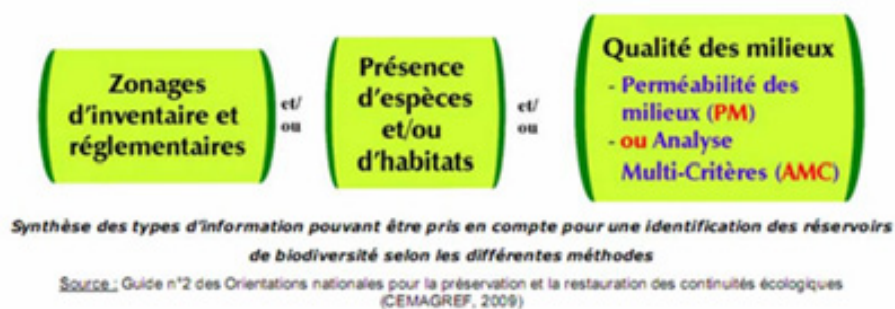 Zonages
d'inventaire et
réglementaires
et/
ou
Présence
d'espèces
et/ou
d'habitats
et/
ou
Qualité des milieux
- Perméabilité des
milieux (PM)
- ou Analyse
Multi-Critères (AMC)
Synthèse des types d'information pouvant être pris en compte pour une identification des réservoirs
de biodiversité selon les différentes méthodes
Source : Guide n°2 des Orientations nationales pour la préservation et la restauration des continuités écologiques
(CEMAGREF, 2009)